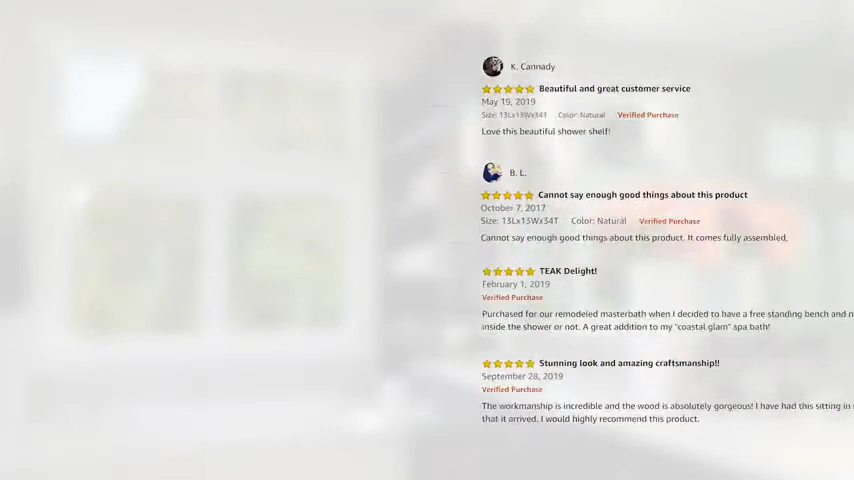 K. Cannady
Beautiful and great customer service
May 19, 2019
Size: 13Lx13Wx34T Color: Natural Verified Purchase
Love this beautiful shower shelf!
B. L.
Cannot say enough good things about this product
October 7, 2017
Size: 13Lx13Wx34T Color: Natural Verified Purchase
Cannot say enough good things about this product. It comes fully assembled,
TEAK Delight!
February 1, 2019
Verified Purchase
Purchased for our remodeled masterbath when I decided to have a free standing bench and n
inside the shower or not. A great addition to my "coastal glam" spa bath!
Stunning look and amazing craftsmanship!!
September 28, 2019
Verified Purchase
The workmanship is incredible and the wood is absolutely gorgeous! I have had this sitting in
that it arrived. I would highly recommend this product.